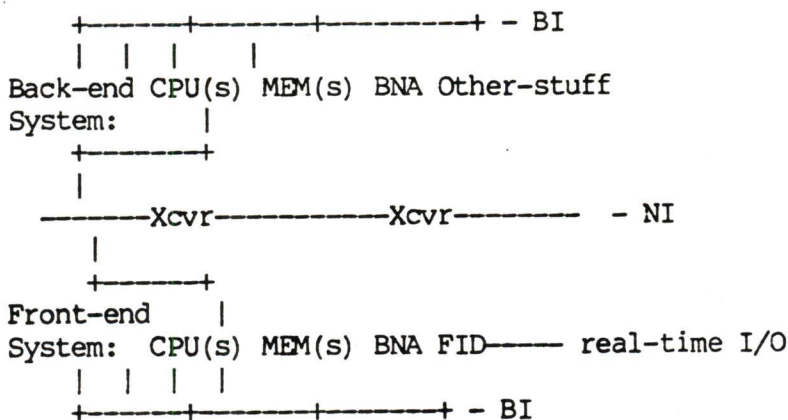 +-------+---------+----------+ - BI
| | | |
Back-end CPU(s) MEM(s) BNA Other-stuff
System: |
+-------+
|
-------Xcvr-----------Xcvr-------- - NI
|
+-------+
Front-end |
System: CPU(s) MEM(s) BNA FID----- real-time I/O
| | | |
+-------+--------+--------+ - BI